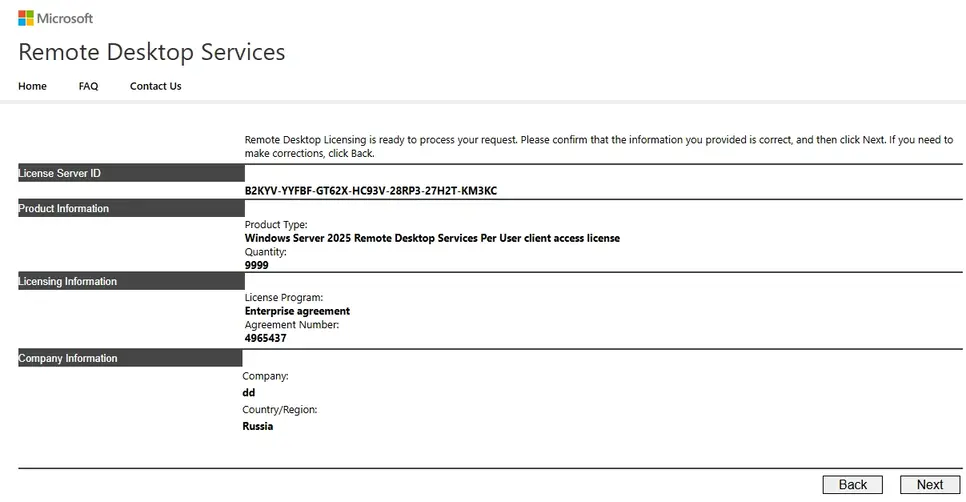 Microsoft
Remote Desktop Services
Home FAQ Contact Us
Remote Desktop Licensing is ready to process your request. Please confirm that the information you provided is correct, and then click Next. If you need to
make corrections, click Back.
License Server ID
B2KYV-YYFBF-GT62X-HC93V-28RP3-27H2T-KM3KC
Product Information
Product Type:
Windows Server 2025 Remote Desktop Services Per User client access license
Quantity:
9999
Licensing Information
License Program:
Enterprise agreement
Agreement Number:
4965437
Company Information
Company:
dd
Country/Region:
Russia
Back Next